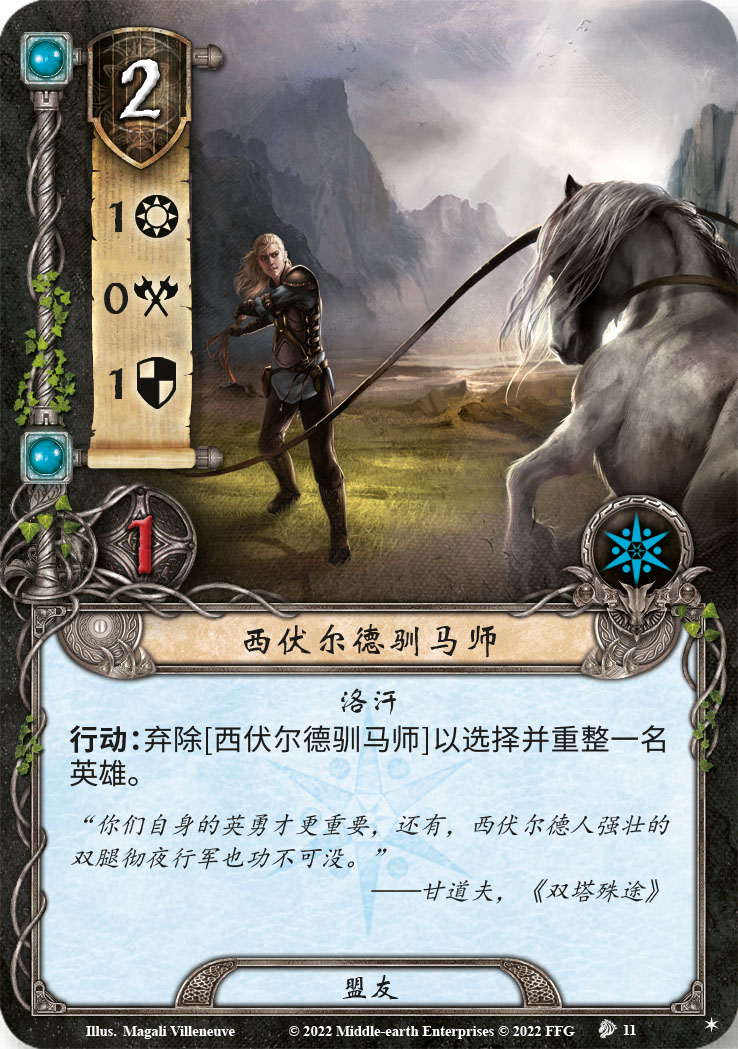 2
1
0
1
1
西伏尔德驯马师
洛汗
行动：弃除[西伏尔德驯马师]以选择并重整一名
英雄。
“你们自身的英勇才更重要，还有，西伏尔德人强壮的
双腿彻夜行军也功不可没。”
——甘道夫，《双塔殊途》
盟友
Illus. Magali Villeneuve © 2022 Middle-earth Enterprises © 2022 FFG 11